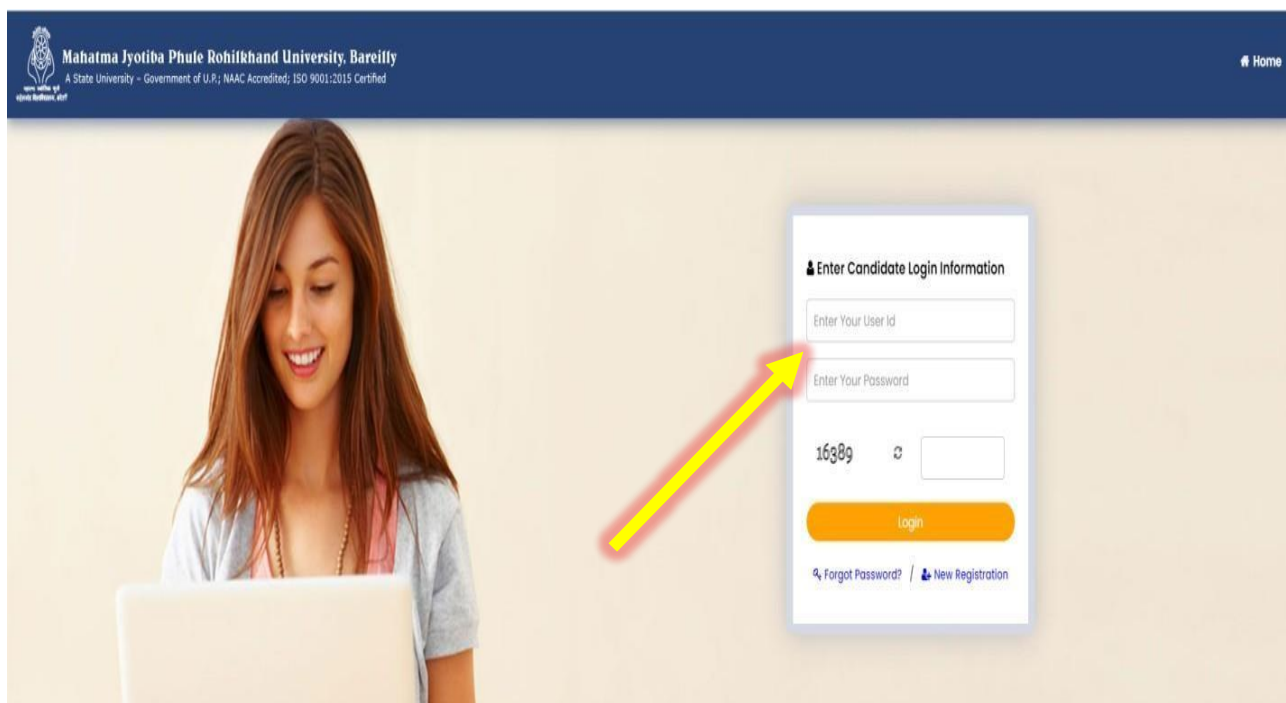 Mahatma Jyotiba Phule Rohilkhand University, Bareilly
A State University - Government of U.P.; NAAC Accredited; ISO 9001:2015 Certified
Home
Enter Candidate Login Information
Enter Your User Id
Enter Your Password
16389
Login
Forgot Password? / New Registration